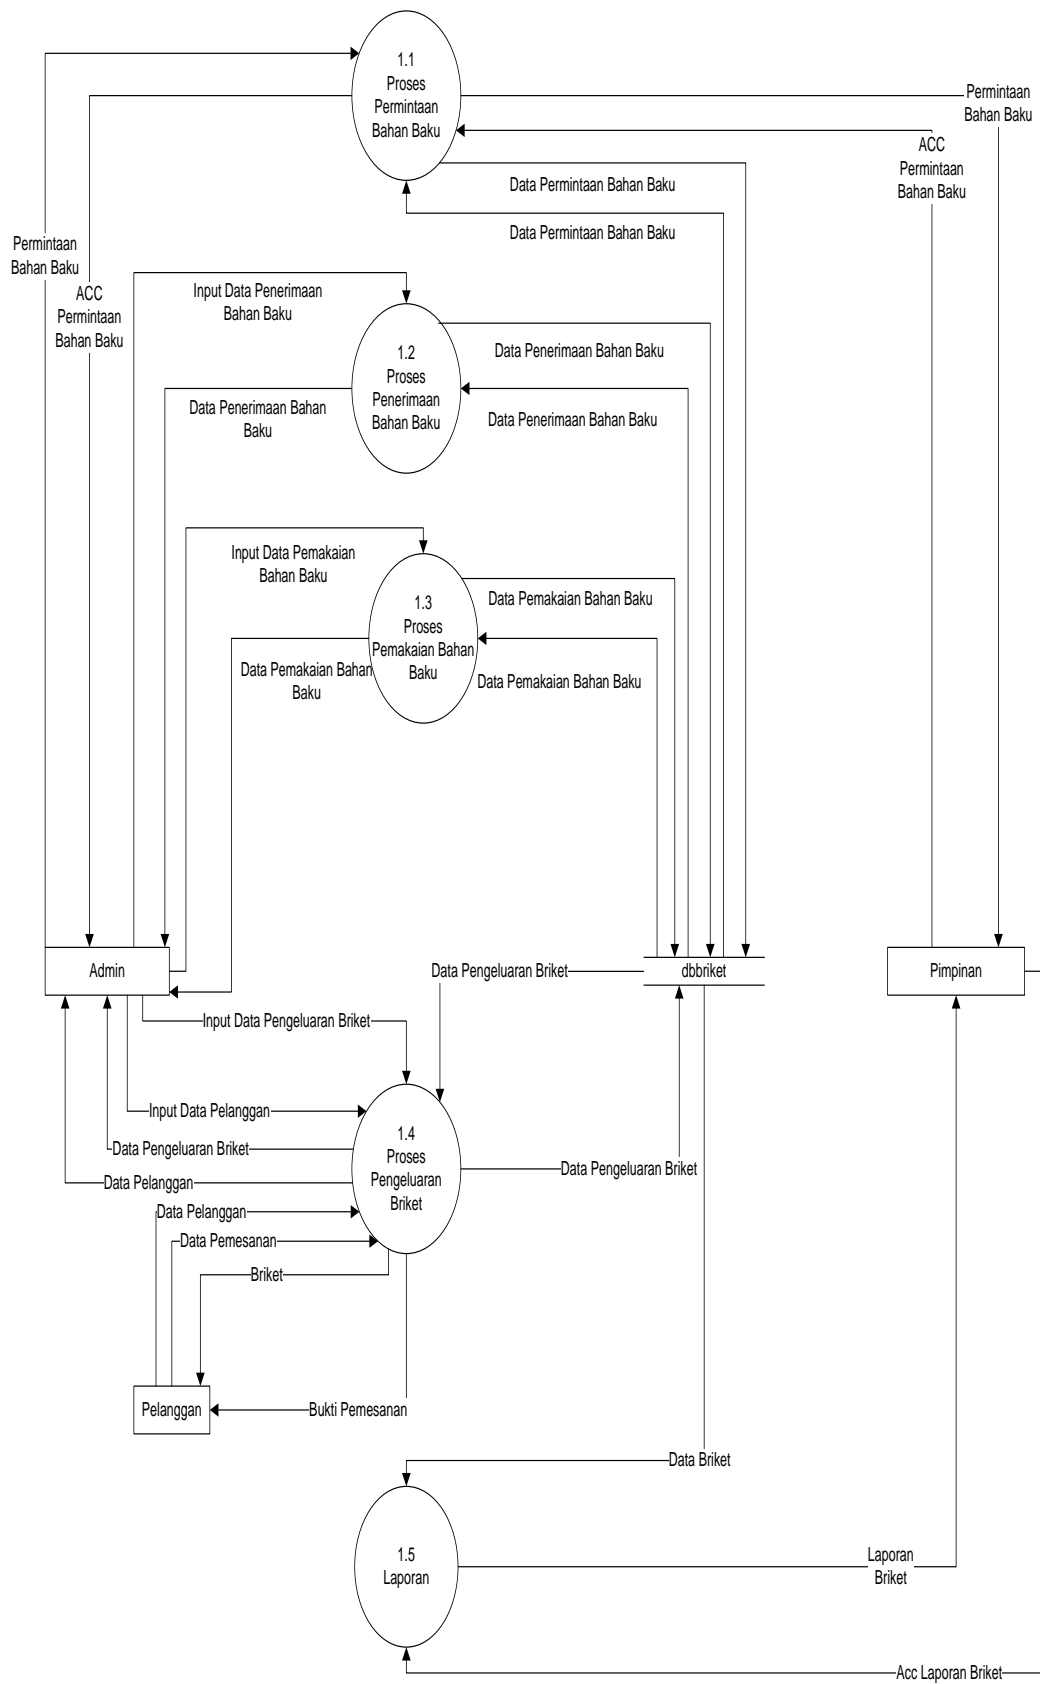 1.1
Proses
Permintaan
Bahan Baku
Permintaan
Bahan Baku
ACC
Permintaan
Bahan Baku
Data Permintaan Bahan Baku
Data Permintaan Bahan Baku
Permintaan
Bahan Baku
ACC
Permintaan
Bahan Baku
Input Data Penerimaan
Bahan Baku
1.2
Proses
Penerimaan
Bahan Baku
Data Penerimaan Bahan Baku
Data Penerimaan Bahan
Baku
Data Penerimaan Bahan Baku
Input Data Pemakaian
Bahan Baku
1.3
Proses
Pemakaian Bahan
Baku
Data Pemakaian Bahan Baku
Data Pemakaian Bahan
Baku
Data Pemakaian Bahan Baku
Admin
Data Pengeluaran Briket
dbbriket
Pimpinan
Input Data Pengeluaran Briket
Input Data Pelanggan
1.4
Proses
Pengeluaran
Briket
Data Pengeluaran Briket
Data Pengeluaran Briket
Data Pelanggan
Data Pelanggan
Data Pemesanan
Briket
Pelanggan
Bukti Pemesanan
Data Briket
1.5
Laporan
Laporan
Briket
Acc Laporan Briket